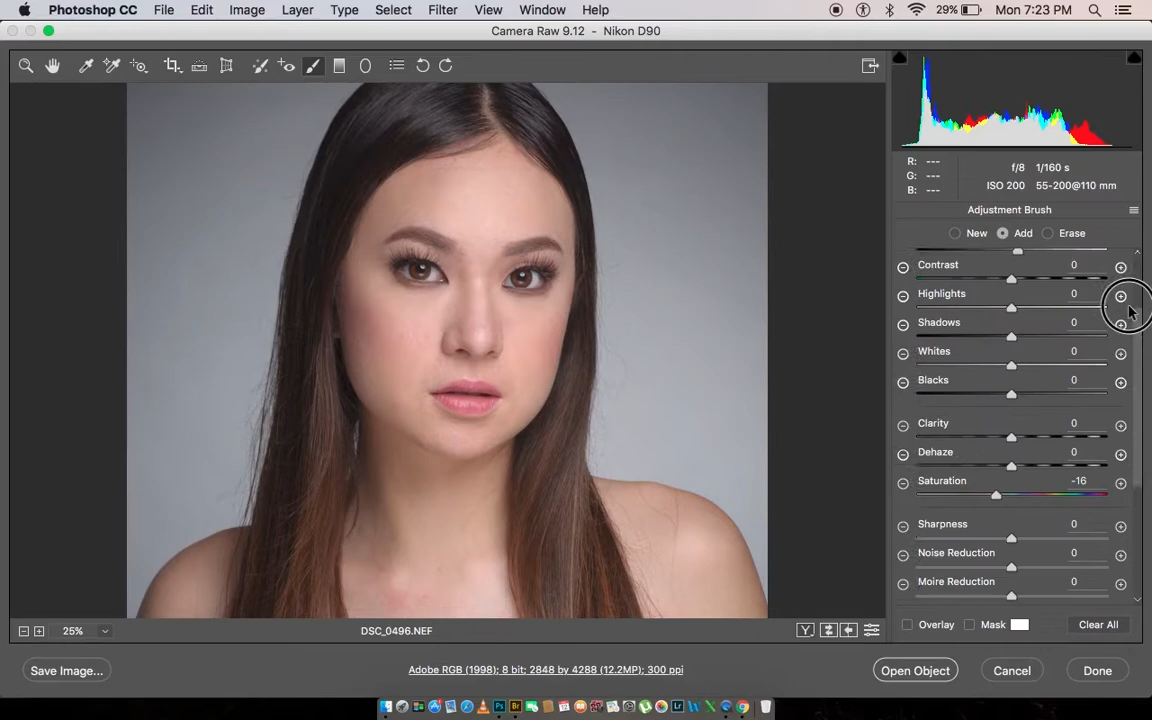 Photoshop CC File Edit Image Layer Type Select Filter View Window Help 29% Mon 7:23 PM
Camera Raw 9.12 - Nikon D90
R: ---
G: ---
B: ---
f/8 1/160 s
ISO 200 55-200@110 mm
Adjustment Brush
New Add Erase
Contrast 0
Highlights 0
Shadows 0
Whites 0
Blacks 0
Clarity 0
Dehaze 0
Saturation -16
Sharpness 0
Noise Reduction 0
Moire Reduction 0
Overlay Mask Clear All
25% DSC_0496.NEF Y
Save Image... Adobe RGB (1998); 8 bit; 2848 by 4288 (12.2MP); 300 ppi Open Object Cancel Done
Ps Br Lr